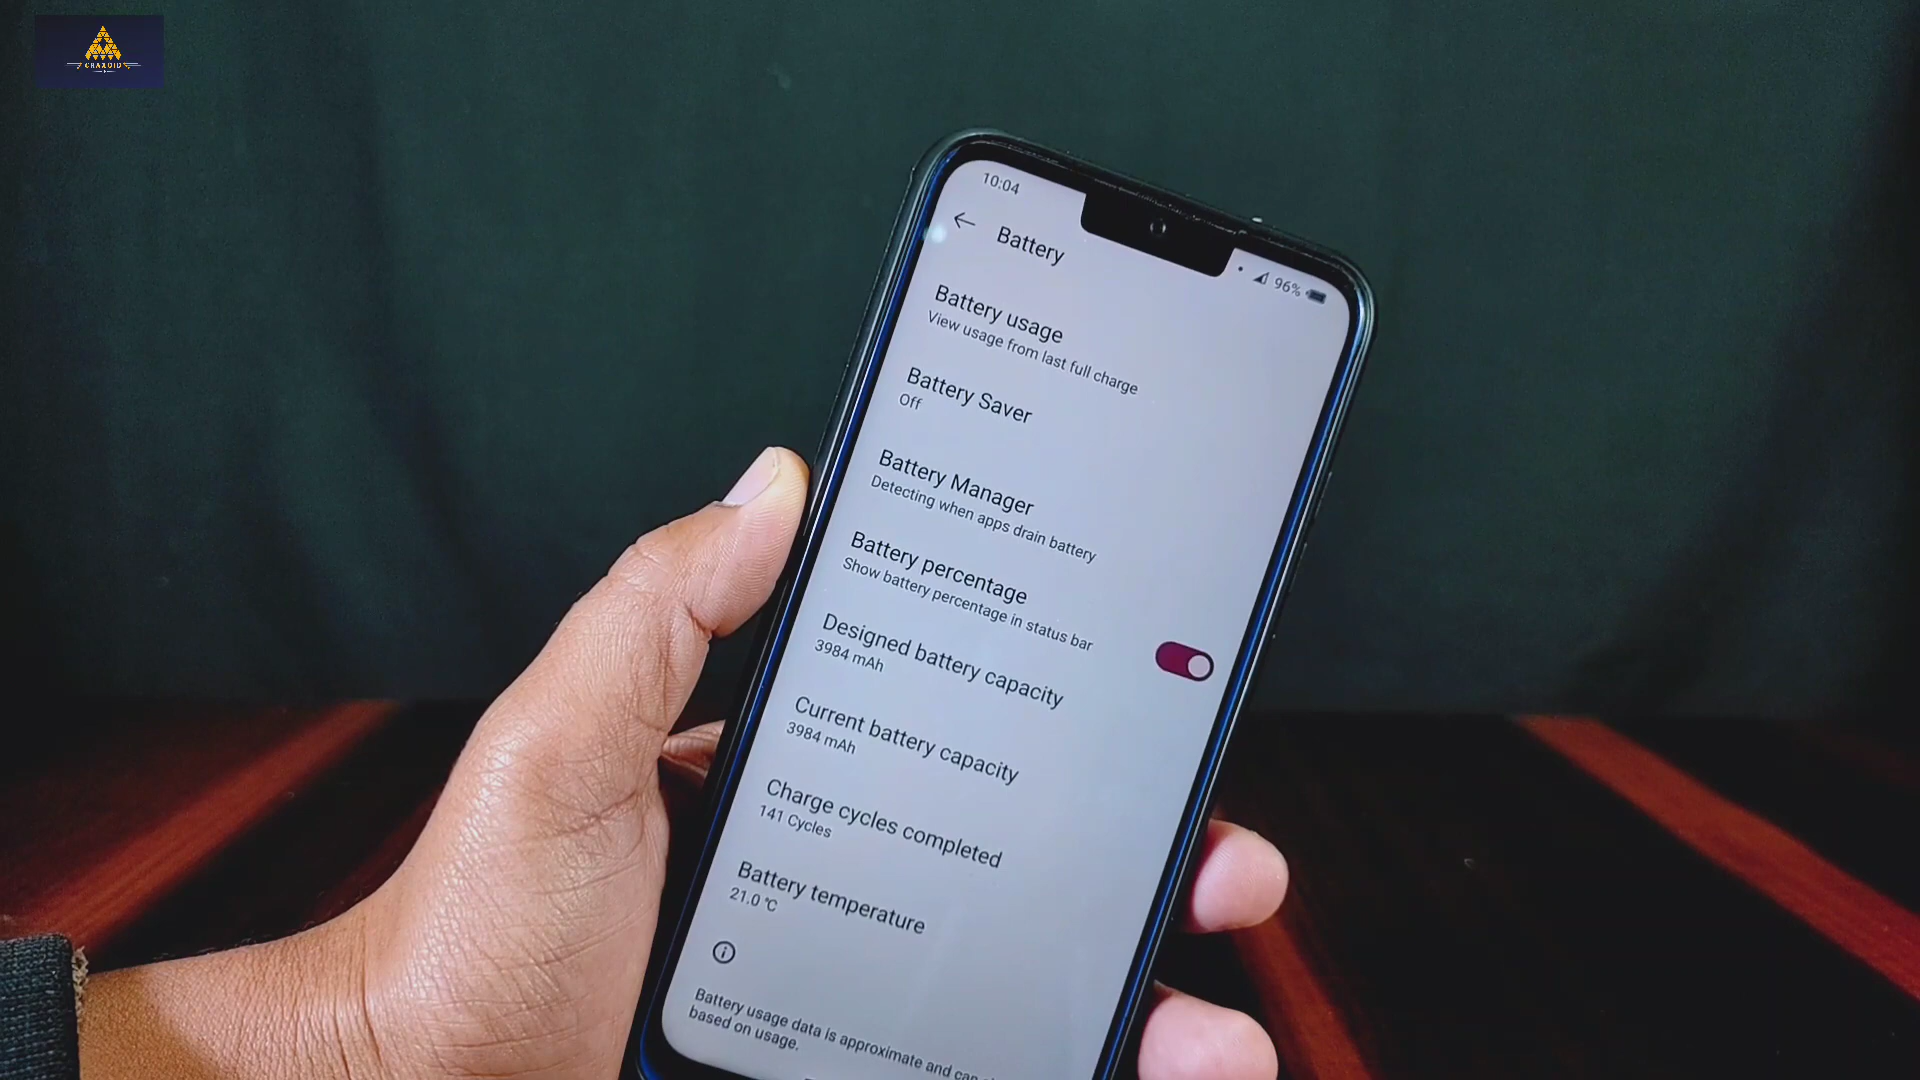 CRAXOID
10:04
96%
Battery
Battery usage
View usage from last full charge
Battery Saver
Off
Battery Manager
Detecting when apps drain battery
Battery percentage
Show battery percentage in status bar
Designed battery capacity
3984 mAh
Current battery capacity
3984 mAh
Charge cycles completed
141 Cycles
Battery temperature
21.0 °C
Battery usage data is approximate and can
based on usage.